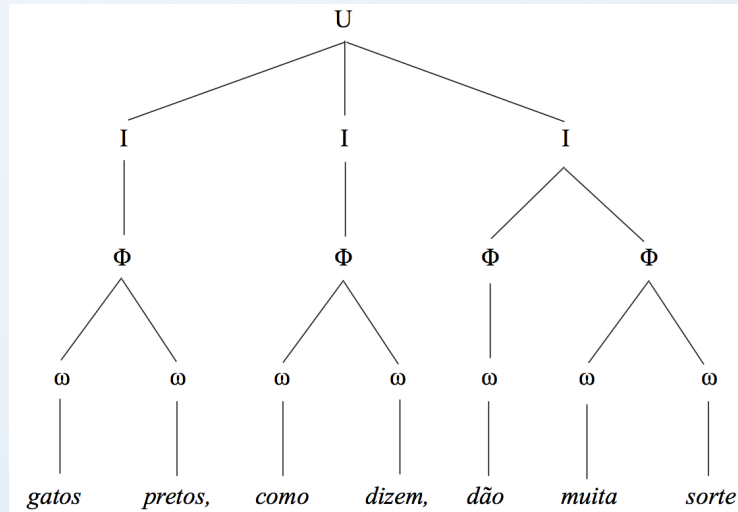 U
I I I
Φ Φ Φ Φ
ω ω ω ω ω ω ω
gatos pretos, como dizem, dão muita sorte